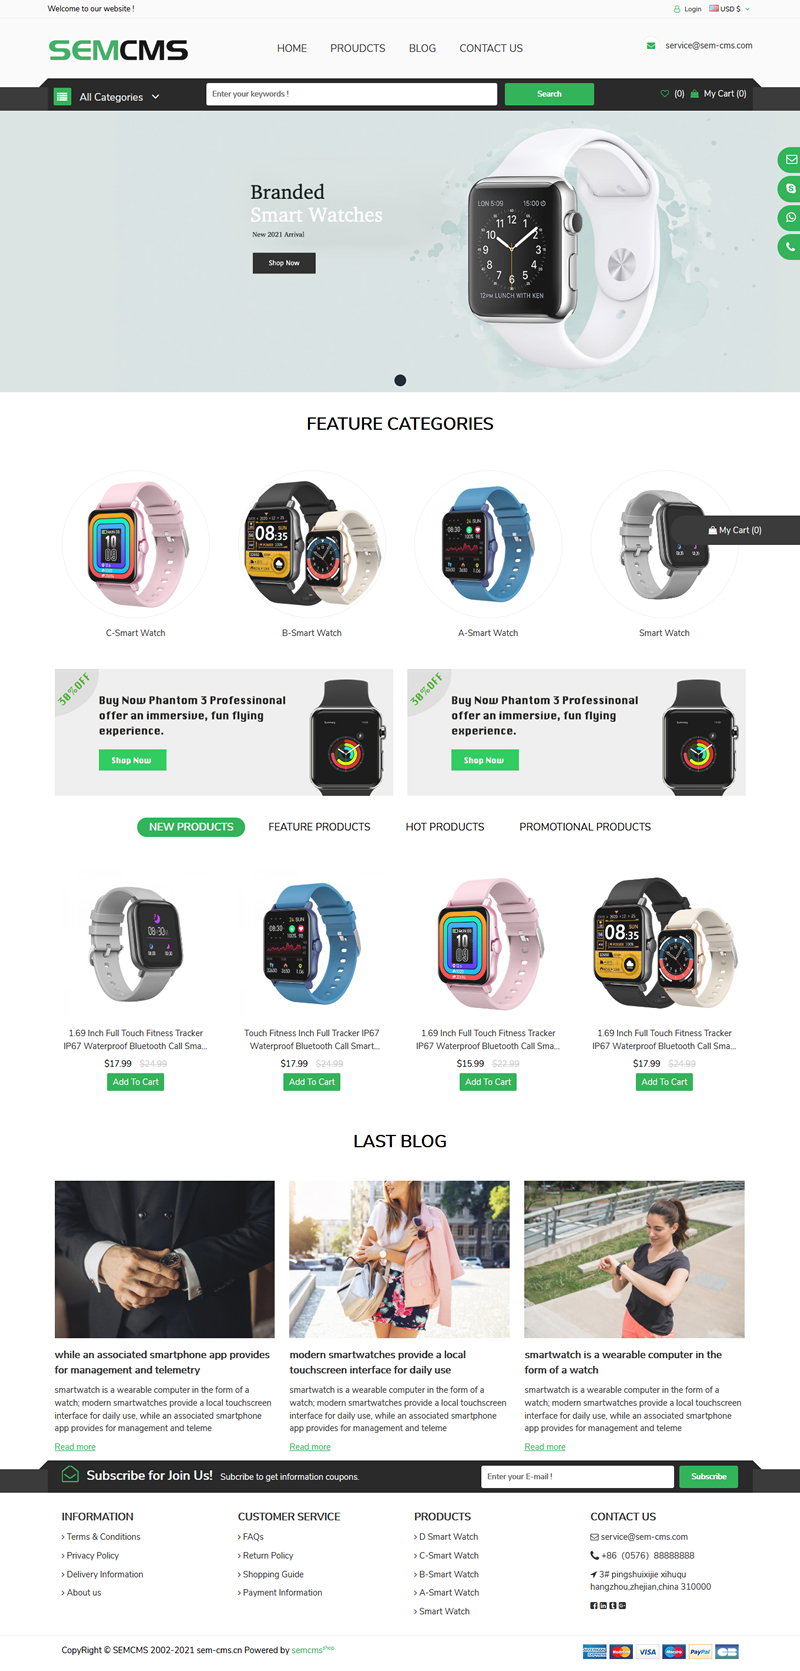 Welcome to our website !
Login USD $
SEMCMS
HOME PROUDCTS BLOG CONTACT US
service@sem-cms.com
All Categories
Enter your keywords !
Search
(0) My Cart (0)
Branded
Smart Watches
New 2021 Arrival
Shop Now
LON 5:09 15:00
12PM LUNCH WITH KEN
FEATURE CATEGORIES
My Cart (0)
C-Smart Watch B-Smart Watch A-Smart Watch Smart Watch
30%OFF
Buy Now Phantom 3 Professinonal
offer an immersive, fun flying
experience.
Shop Now
30%OFF
Buy Now Phantom 3 Professinonal
offer an immersive, fun flying
experience.
Shop Now
NEW PRODUCTS FEATURE PRODUCTS HOT PRODUCTS PROMOTIONAL PRODUCTS
1.69 Inch Full Touch Fitness Tracker
IP67 Waterproof Bluetooth Call Sma...
$17.99 $24.99
Add To Cart
Touch Fitness Inch Full Tracker IP67
Waterproof Bluetooth Call Smart...
$17.99 $24.99
Add To Cart
1.69 Inch Full Touch Fitness Tracker
IP67 Waterproof Bluetooth Call Sma...
$15.99 $22.99
Add To Cart
1.69 Inch Full Touch Fitness Tracker
IP67 Waterproof Bluetooth Call Sma...
$17.99 $24.99
Add To Cart
LAST BLOG
while an associated smartphone app provides
for management and telemetry
smartwatch is a wearable computer in the form of a
watch; modern smartwatches provide a local touchscreen
interface for daily use, while an associated smartphone
app provides for management and teleme
Read more
modern smartwatches provide a local
touchscreen interface for daily use
smartwatch is a wearable computer in the form of a
watch; modern smartwatches provide a local touchscreen
interface for daily use, while an associated smartphone
app provides for management and teleme
Read more
smartwatch is a wearable computer in the
form of a watch
smartwatch is a wearable computer in the form of a
watch; modern smartwatches provide a local touchscreen
interface for daily use, while an associated smartphone
app provides for management and teleme
Read more
Subscribe for Join Us! Subcribe to get information coupons.
Enter your E-mail !
Subscribe
INFORMATION
Terms & Conditions
Privacy Policy
Delivery Information
About us
CUSTOMER SERVICE
FAQs
Return Policy
Shopping Guide
Payment Information
PRODUCTS
D Smart Watch
C-Smart Watch
B-Smart Watch
A-Smart Watch
Smart Watch
CONTACT US
service@sem-cms.com
+86（0576）88888888
3# pingshuixijie xihuqu
hangzhou,zhejian,china 310000
CopyRight © SEMCMS 2002-2021 sem-cms.cn Powered by semcms shop
VISA
PayPal